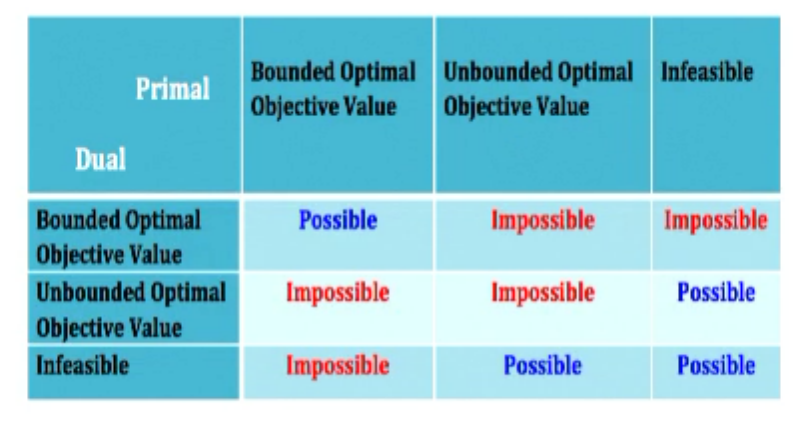 Primal
Dual
Bounded Optimal
Objective Value
Unbounded Optimal
Objective Value
Infeasible
Bounded Optimal
Objective Value
Possible
Impossible
Impossible
Unbounded Optimal
Objective Value
Impossible
Impossible
Possible
Infeasible
Impossible
Possible
Possible